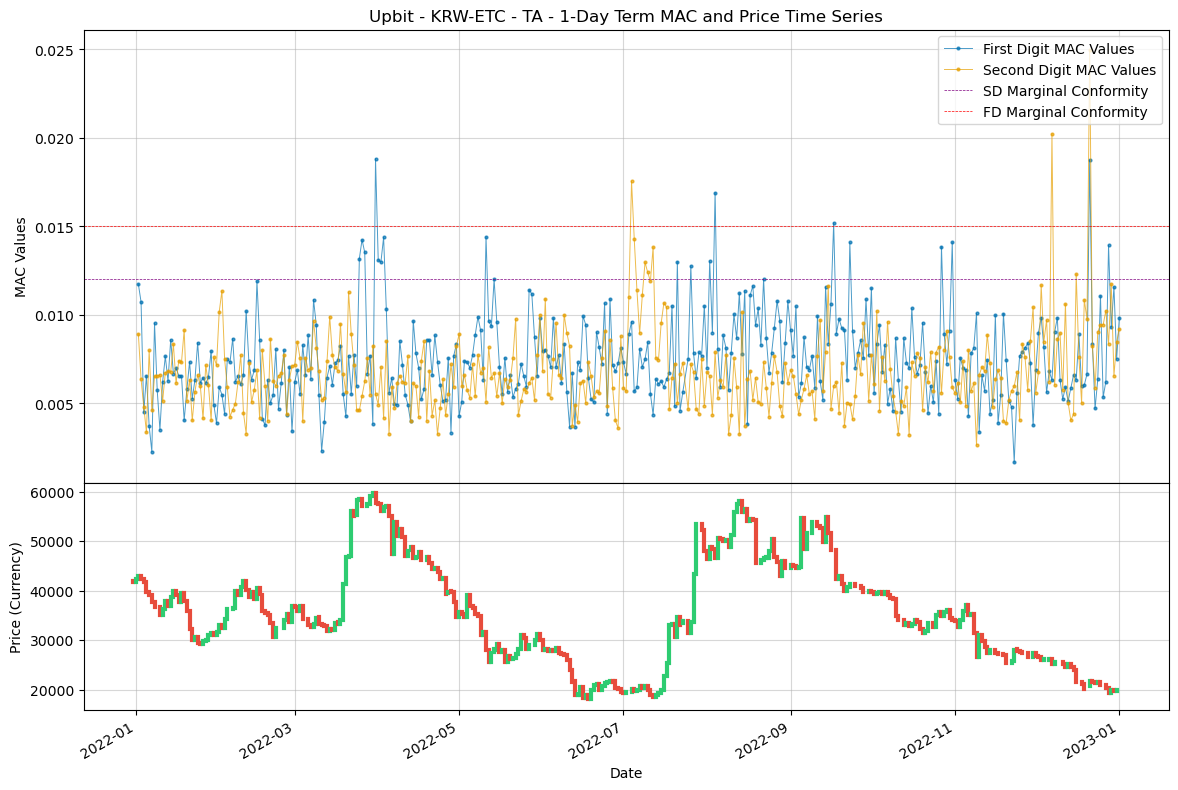 Upbit - KRW-ETC - TA - 1-Day Term MAC and Price Time Series
First Digit MAC Values
Second Digit MAC Values
SD Marginal Conformity
FD Marginal Conformity
MAC Values
0.025
0.020
0.015
0.010
0.005
Price (Currency)
60000
50000
40000
30000
20000
2022-01
2022-03
2022-05
2022-07
2022-09
2022-11
2023-01
Date